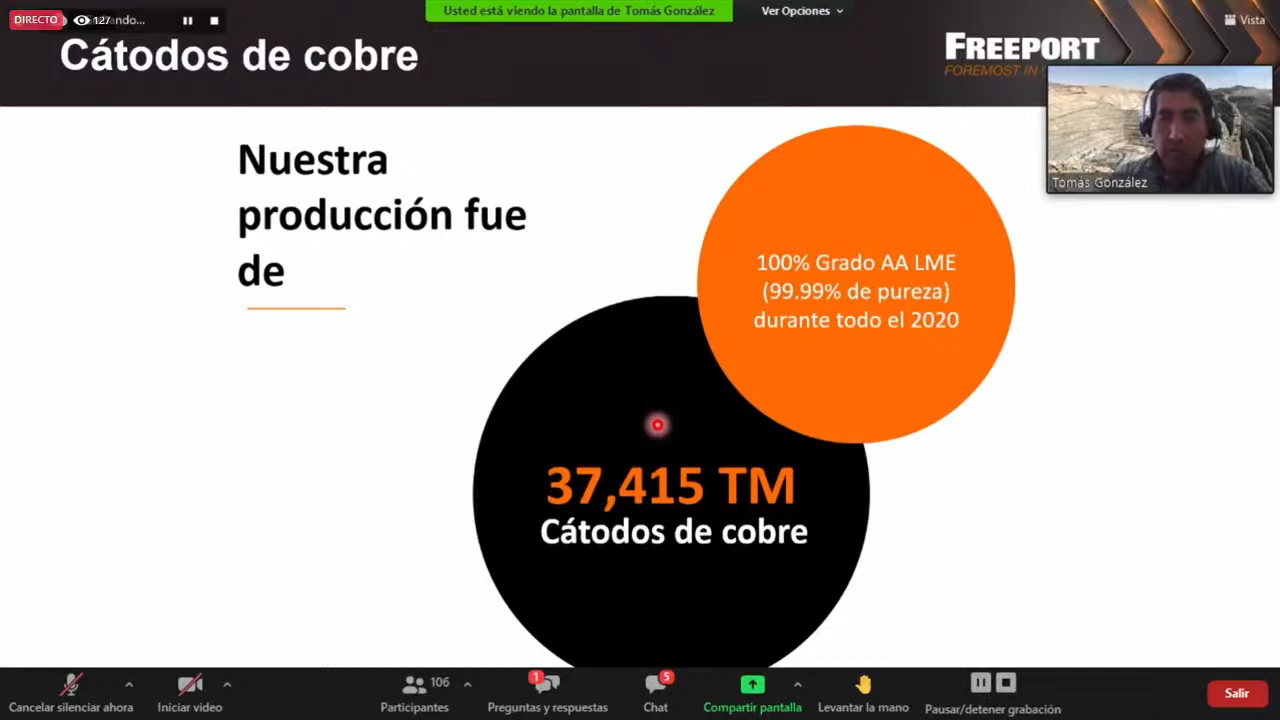 DIRECTO 127 ando...
Usted está viendo la pantalla de Tomás González
Ver Opciones
Vista
Cátodos de cobre
FREEPORT
FOREMOST IN
Tomás González
Nuestra
producción fue
de
100% Grado AA LME
(99.99% de pureza)
durante todo el 2020
37,415 TM
Cátodos de cobre
Cancelar silenciar ahora
Iniciar video
106
Participantes
1
Preguntas y respuestas
5
Chat
Compartir pantalla
Levantar la mano
Pausar/detener grabación
Salir